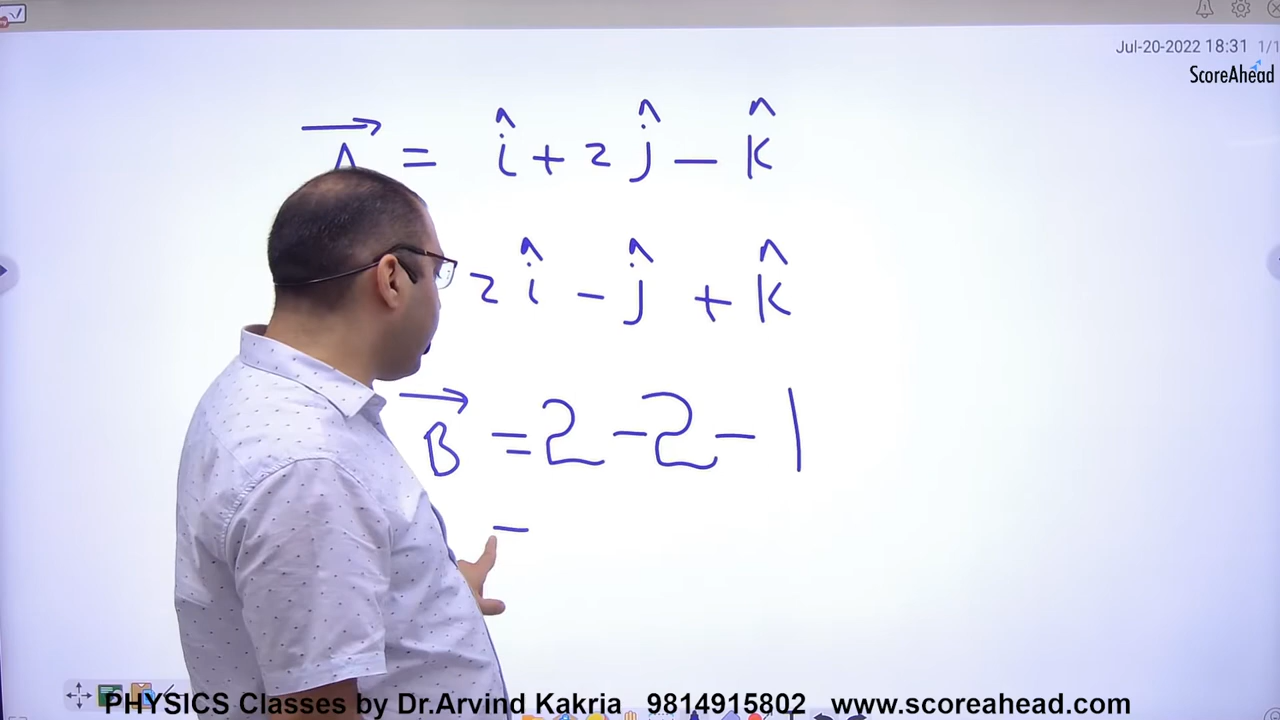 Jul-20-2022 18:31 1/1
ScoreAhead
A = î + 2ĵ - k̂
2î - ĵ + k̂
B = 2 - 2 - 1
-
PHYSICS Classes by Dr.Arvind Kakria 9814915802 www.scoreahead.com